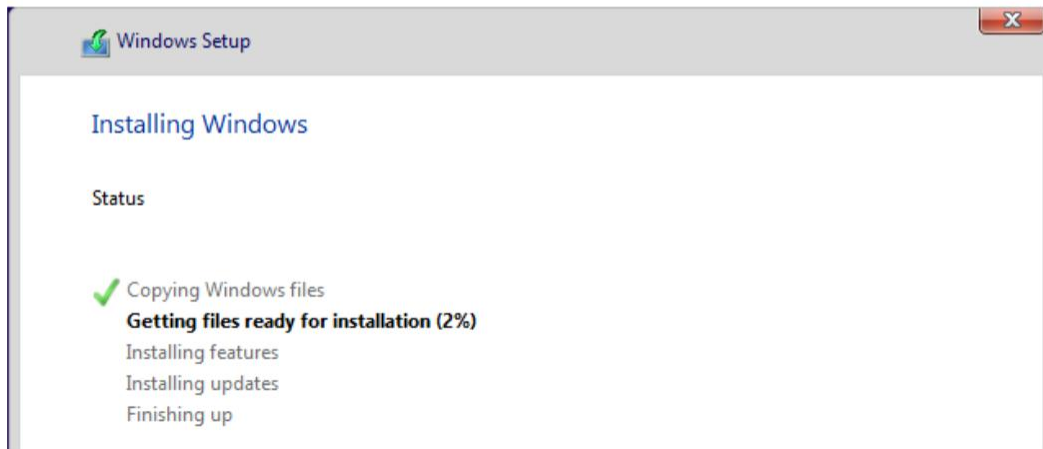 Windows Setup
Installing Windows
Status
Copying Windows files
Getting files ready for installation (2%)
Installing features
Installing updates
Finishing up